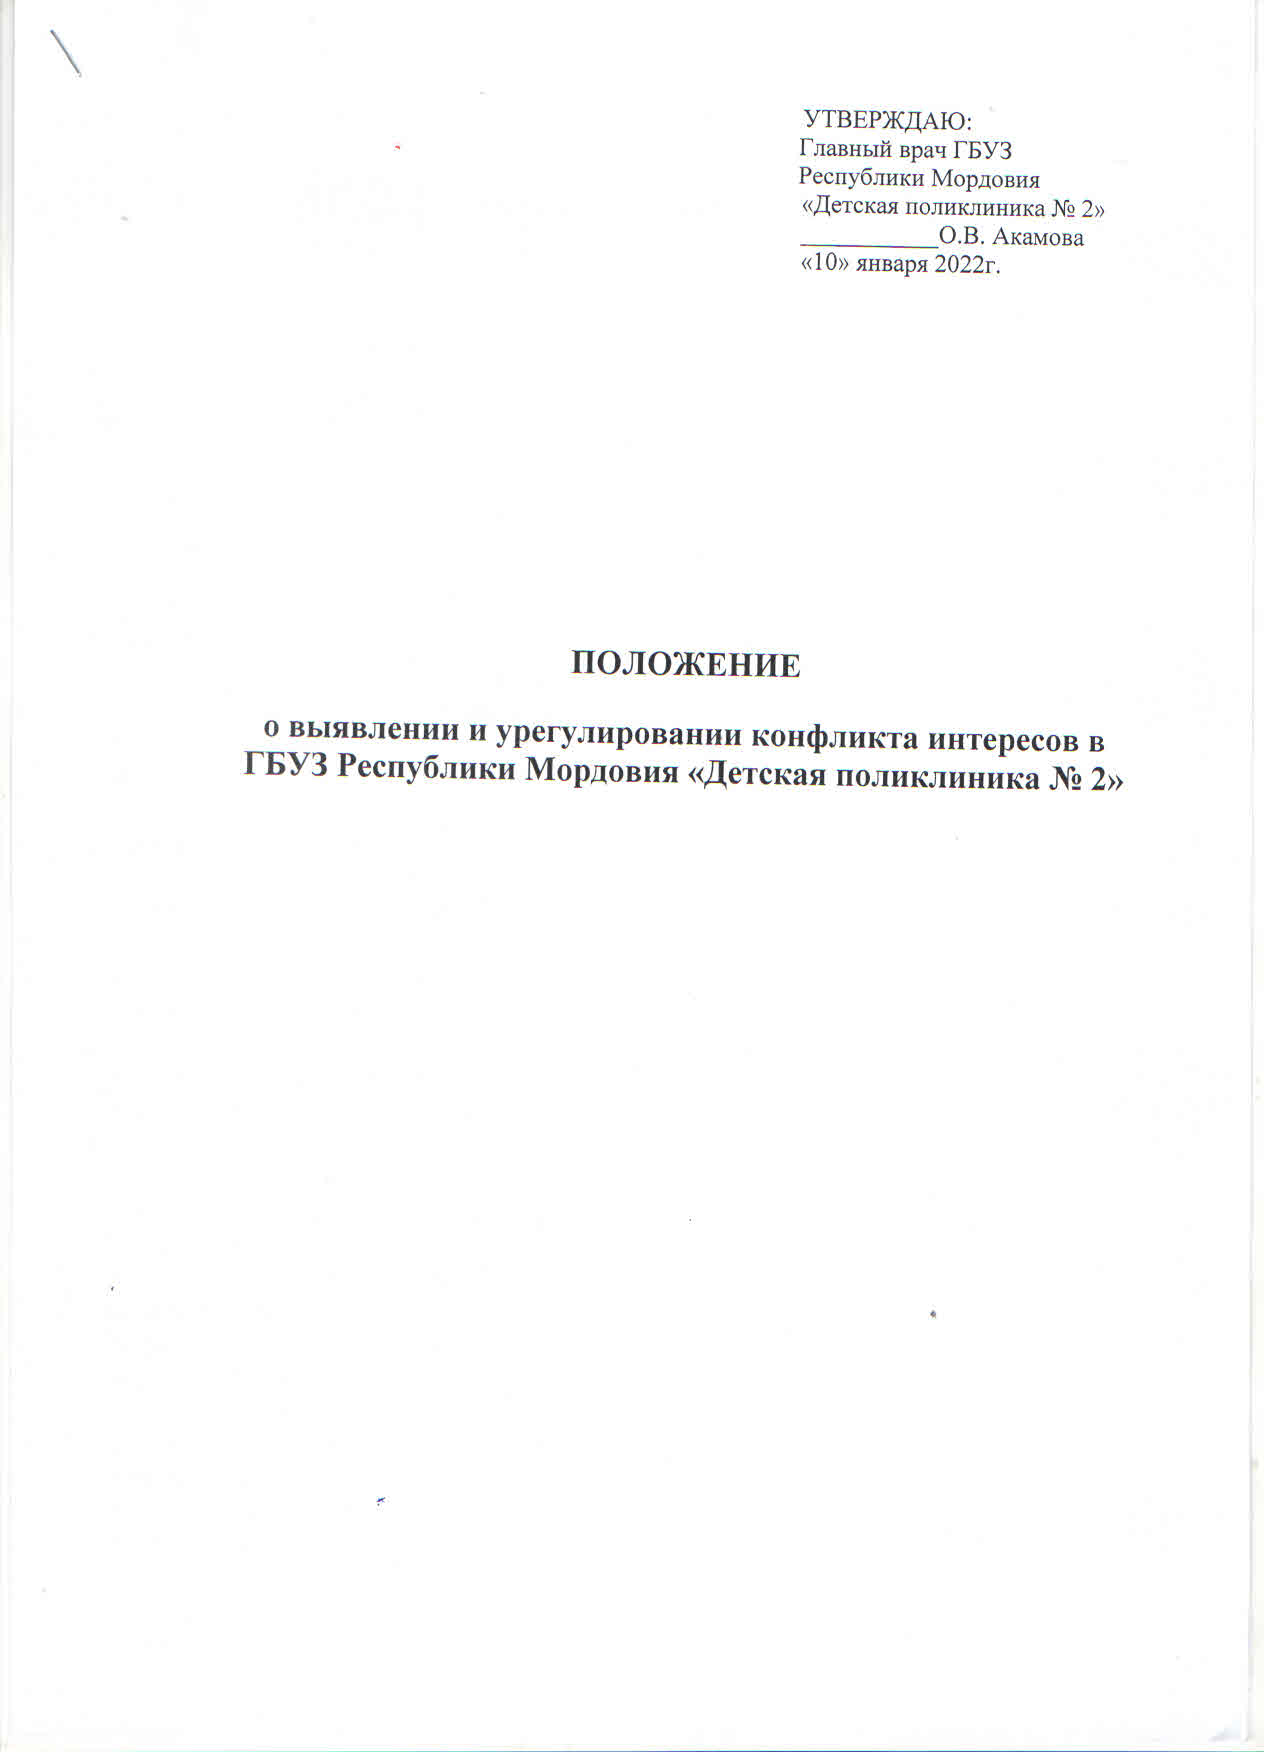 УТВЕРЖДАЮ:
Главный врач ГБУЗ
Республики Мордовия
«Детская поликлиника № 2»
___________О.В. Акамова
«10» января 2022г.
ПОЛОЖЕНИЕ
о выявлении и урегулировании конфликта интересов в
ГБУЗ Республики Мордовия «Детская поликлиника № 2»